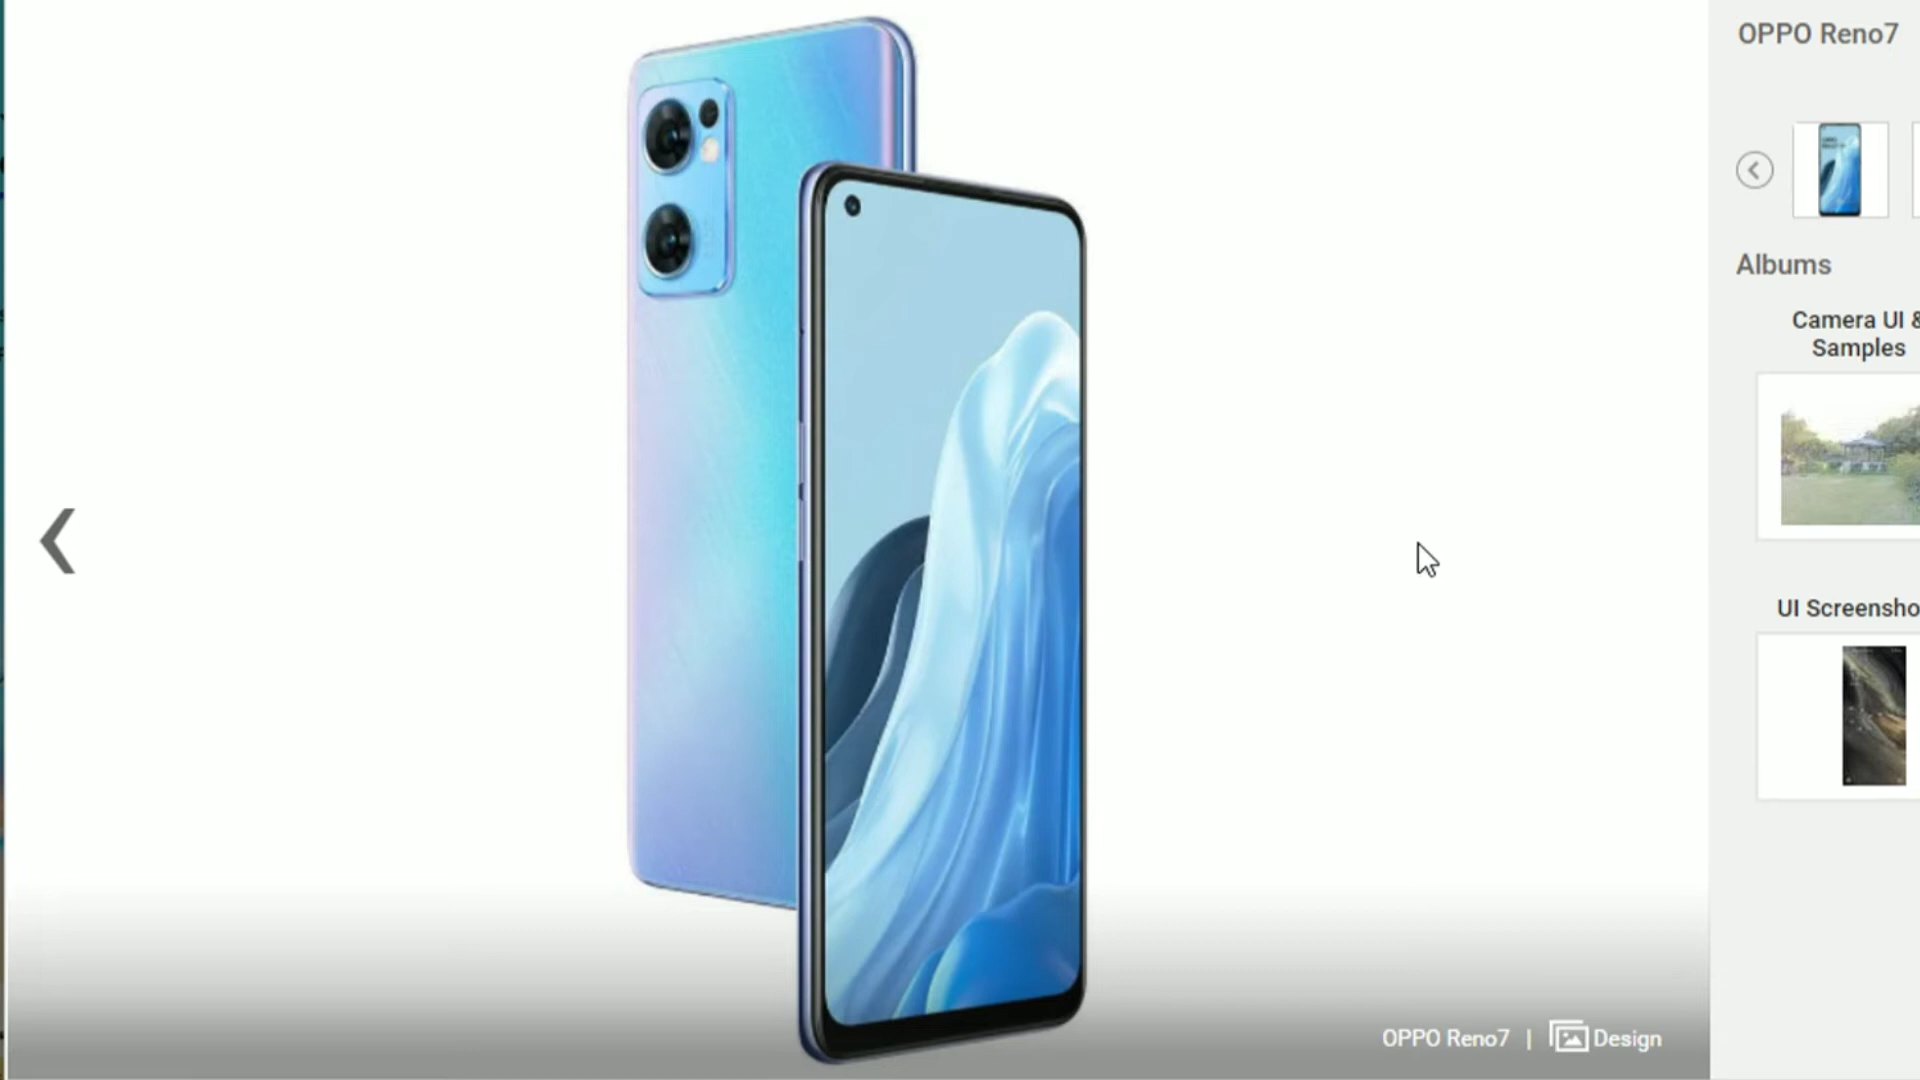 OPPO Reno7
Albums
Camera UI &
Samples
UI Screensho
OPPO Reno7 | Design